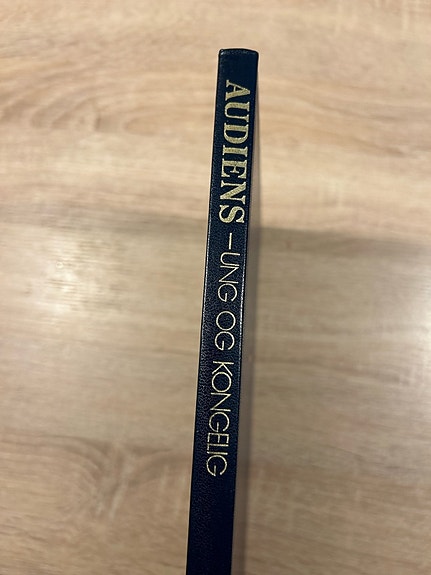 AUDIENS – UNG OG KONGELIG